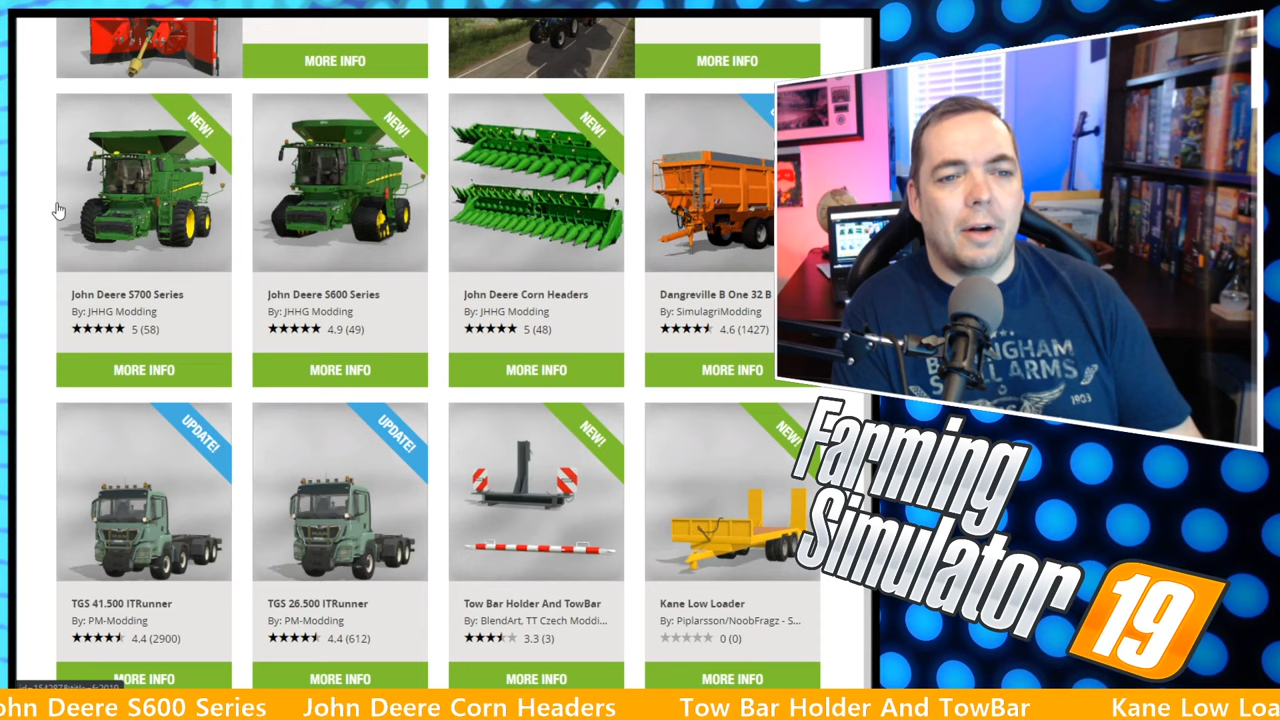 MORE INFO
MORE INFO
NEW!
NEW!
NEW!
John Deere S700 Series
By: JHHG Modding
5 (58)
MORE INFO
John Deere S600 Series
By: JHHG Modding
4.9 (49)
MORE INFO
John Deere Corn Headers
By: JHHG Modding
5 (48)
MORE INFO
Dangreville B One 32 B
By: SimulagriModding
4.6 (1427)
MORE INFO
UPDATE!
UPDATE!
NEW!
NEW!
TGS 41.500 ITRunner
By: PM-Modding
4.4 (2900)
MORE INFO
TGS 26.500 ITRunner
By: PM-Modding
4.4 (612)
MORE INFO
Tow Bar Holder And TowBar
By: BlendArt, TT Czech Moddi...
3.3 (3)
MORE INFO
Kane Low Loader
By: Piplarsson/NoobFragz - S...
0 (0)
MORE INFO
NGHAM
ARMS
1903
Farming
Simulator
19
ohn Deere S600 Series John Deere Corn Headers Tow Bar Holder And TowBar Kane Low Loa